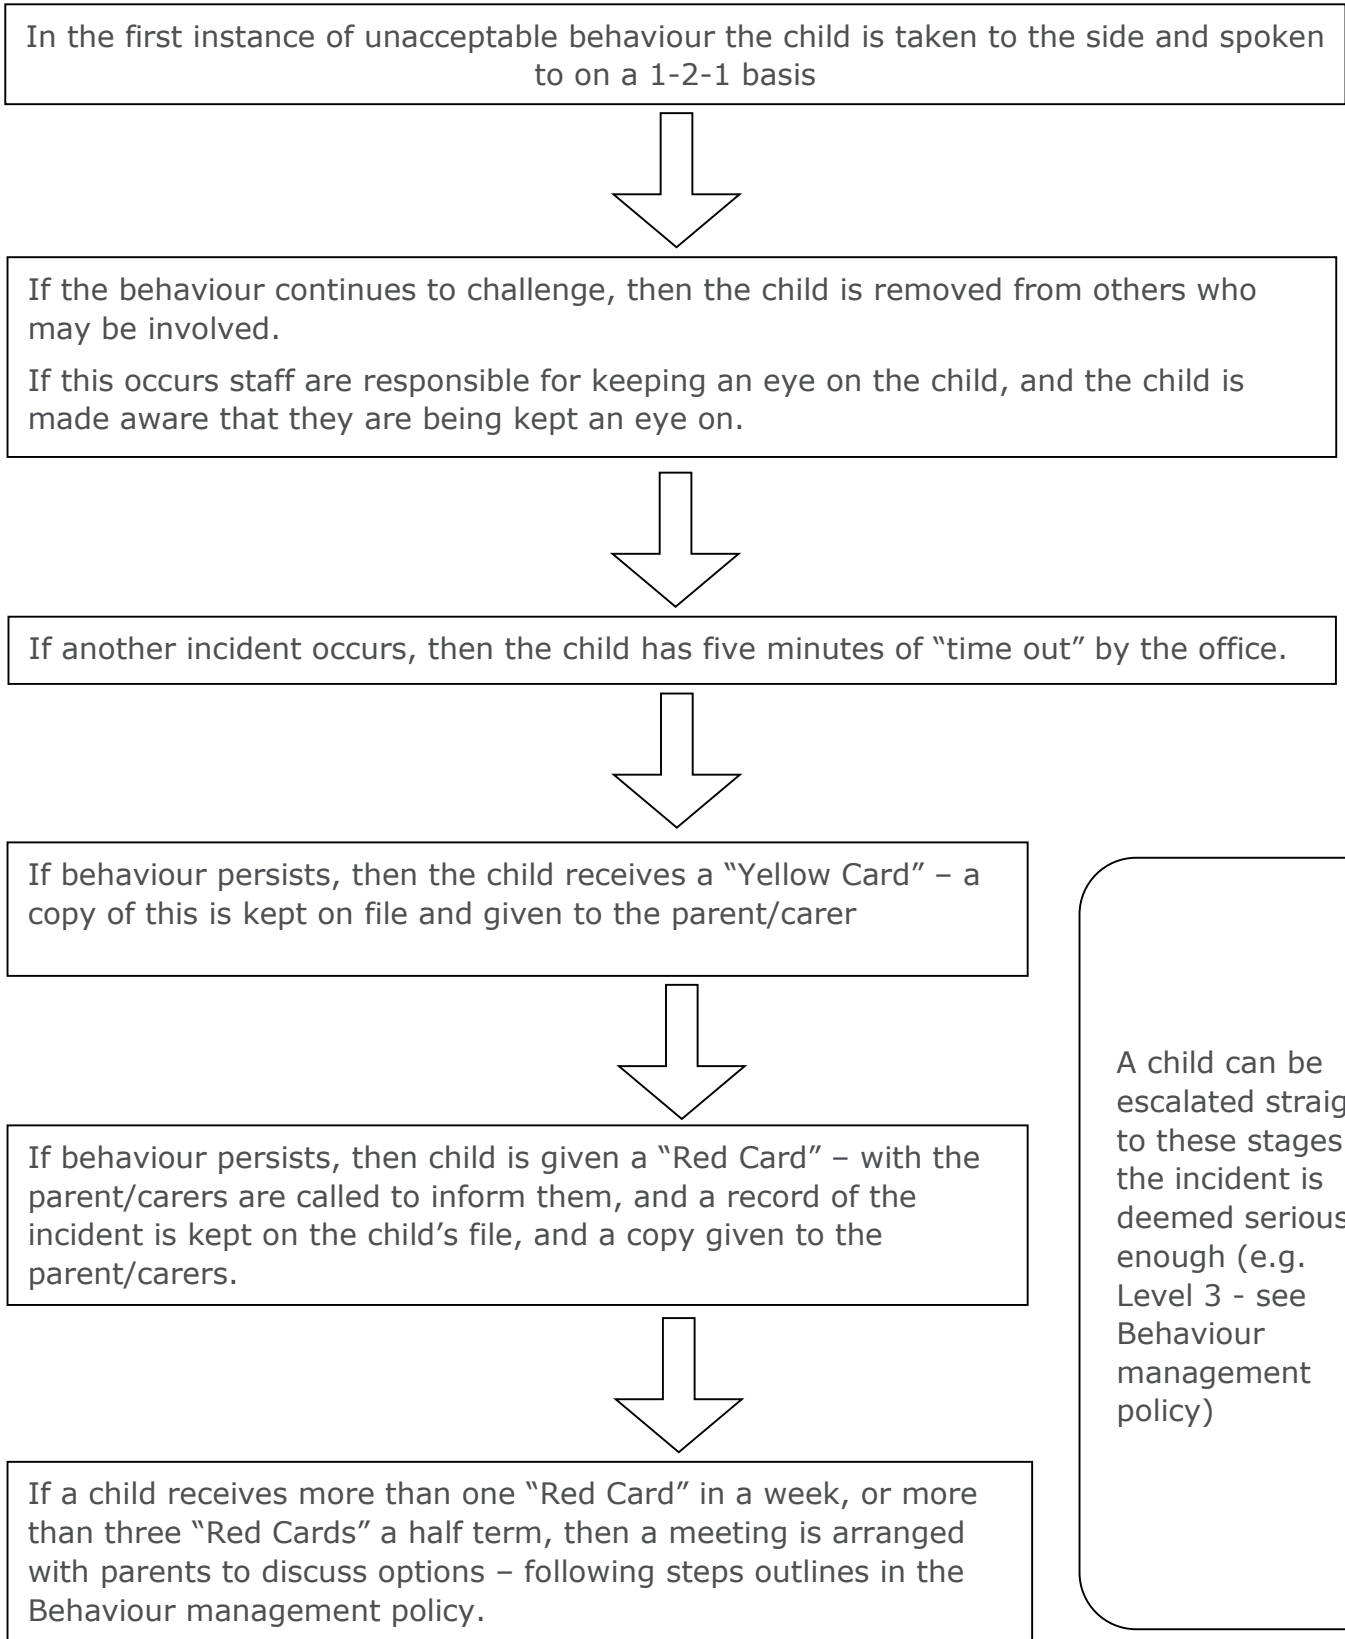 In the first instance of unacceptable behaviour the child is taken to the side and spoken
to on a 1-2-1 basis
If the behaviour continues to challenge, then the child is removed from others who
may be involved.
If this occurs staff are responsible for keeping an eye on the child, and the child is
made aware that they are being kept an eye on.
If another incident occurs, then the child has five minutes of “time out” by the office.
If behaviour persists, then the child receives a “Yellow Card” – a
copy of this is kept on file and given to the parent/carer
If behaviour persists, then child is given a “Red Card” – with the
parent/carers are called to inform them, and a record of the
incident is kept on the child’s file, and a copy given to the
parent/carers.
If a child receives more than one “Red Card” in a week, or more
than three “Red Cards” a half term, then a meeting is arranged
with parents to discuss options – following steps outlines in the
Behaviour management policy.
A child can be
escalated
to these stages
the incident is
deemed serious
enough (e.g.
Level 3 - see
Behaviour
management
policy)